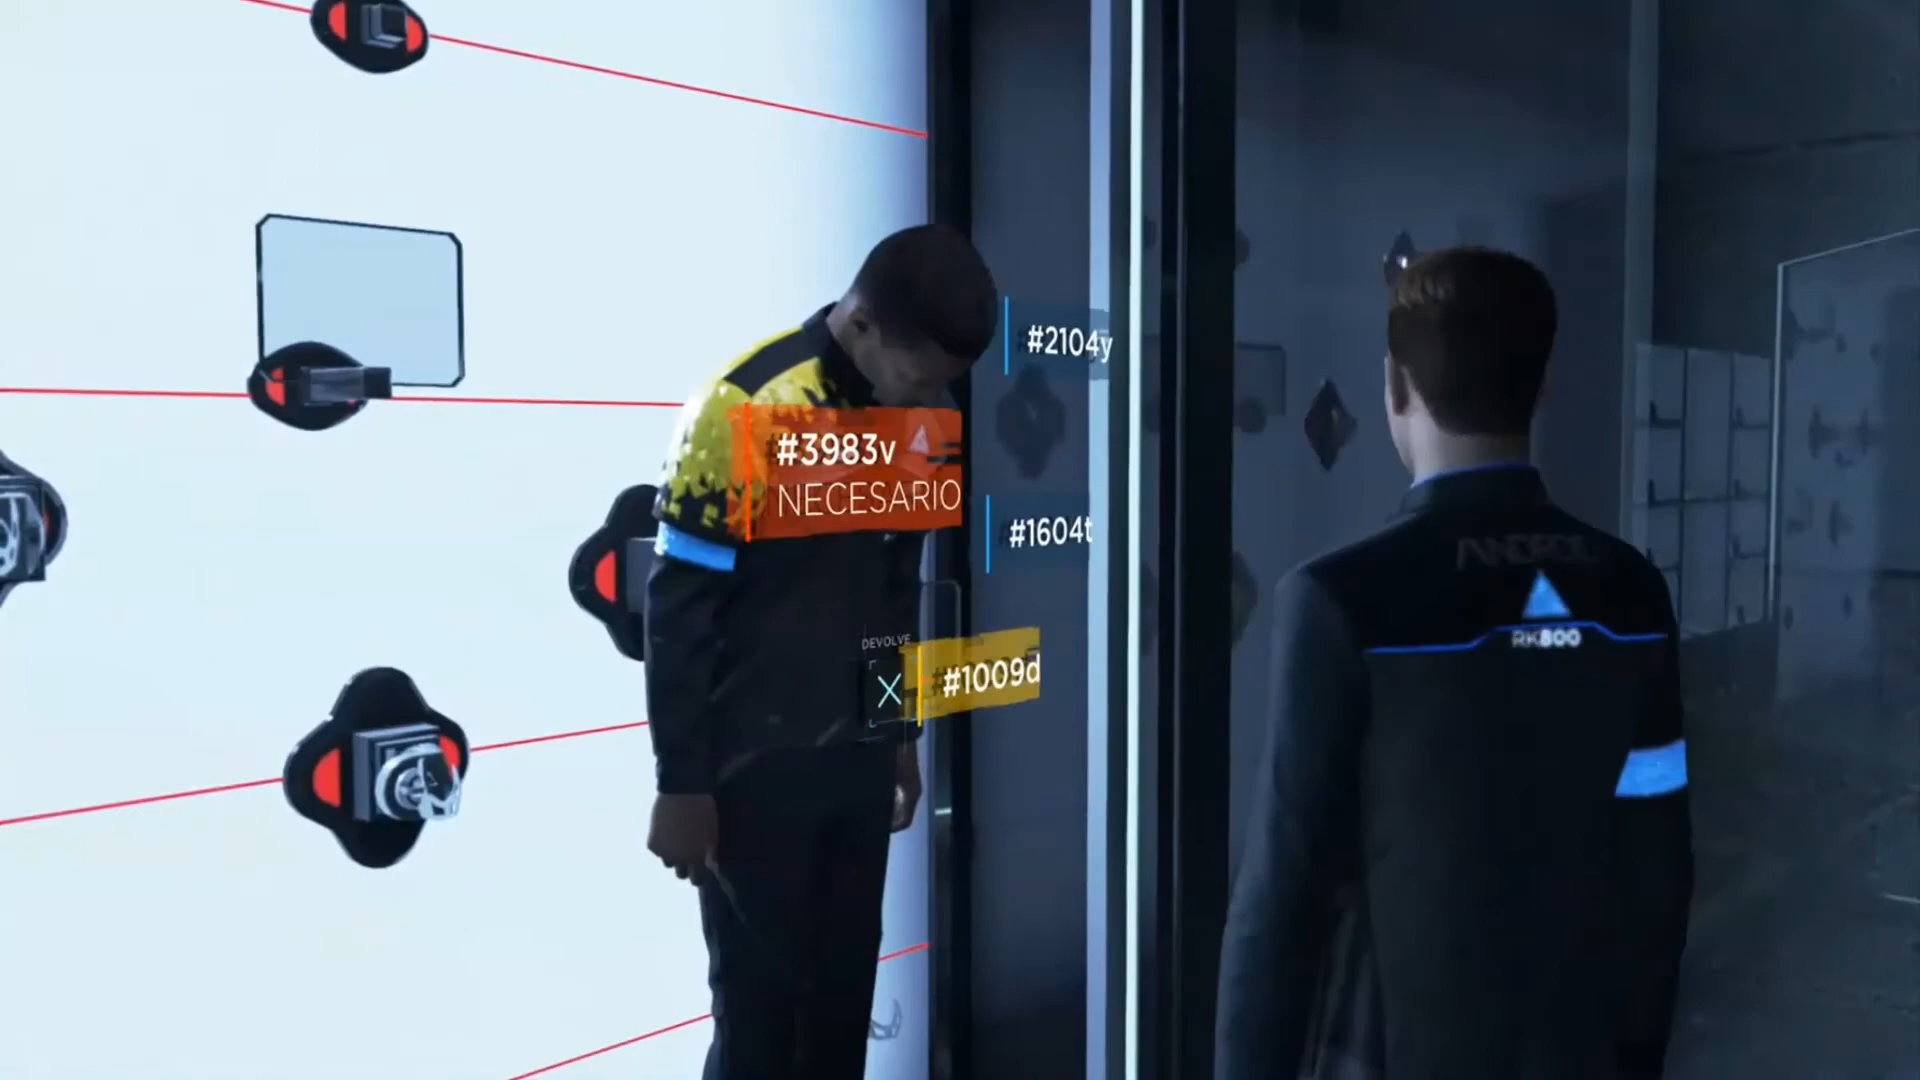 #2104y
#3983v
NECESARIO
#1604t
DEVOLVE
#1009d
RK800